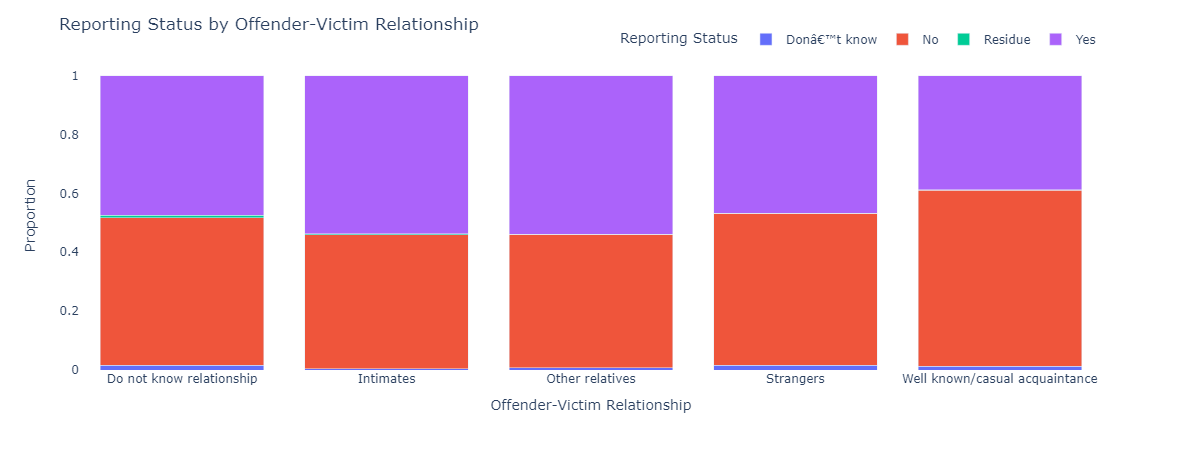 Reporting Status by Offender-Victim Relationship
Reporting Status
Donâ€™t know
No
Residue
Yes
1
0.8
0.6
0.4
0.2
0
Proportion
Do not know relationship
Intimates
Other relatives
Strangers
Well known/casual acquaintance
Offender-Victim Relationship